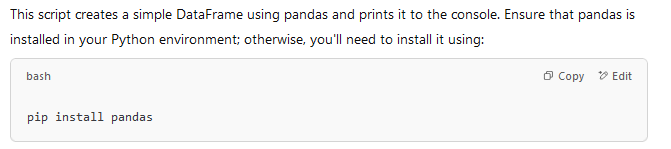 This script creates a simple DataFrame using pandas and prints it to the console. Ensure that pandas is
installed in your Python environment; otherwise, you'll need to install it using:
bash Copy Edit
pip install pandas